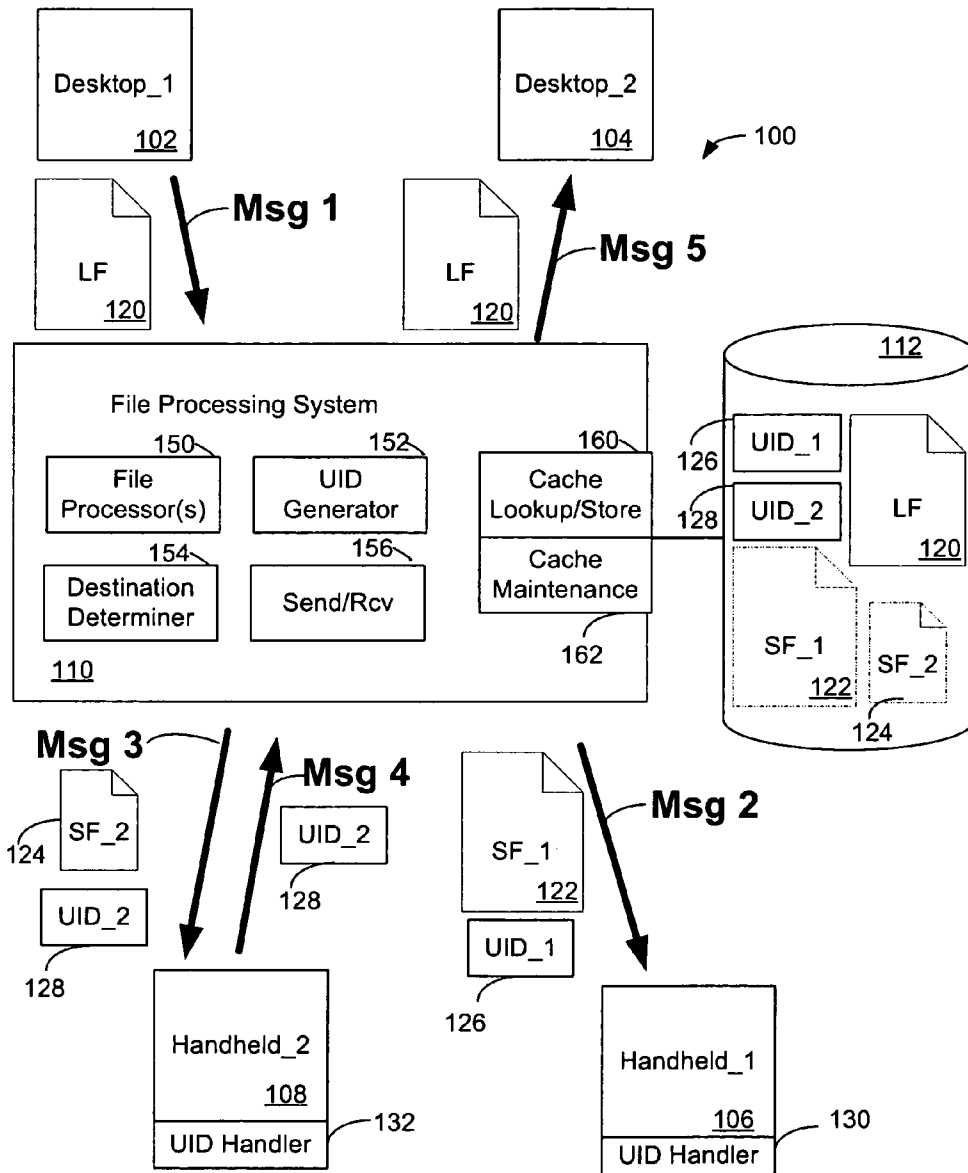 Desktop_1
102
Desktop_2
104
100
LF
120
Msg 1
LF
120
Msg 5
112
File Processing System
150
File
Processor(s)
152
UID
Generator
160
Cache
Lookup/Store
154
Destination
Determiner
156
Send/Rcv
Cache
Maintenance
162
110
126
UID_1
128
UID_2
LF
120
SF_1
122
SF_2
124
Msg 3
124
SF_2
UID_2
128
Msg 4
UID_2
128
SF_1
122
UID_1
126
Msg 2
Handheld_2
108
UID Handler
132
Handheld_1
106
UID Handler
130